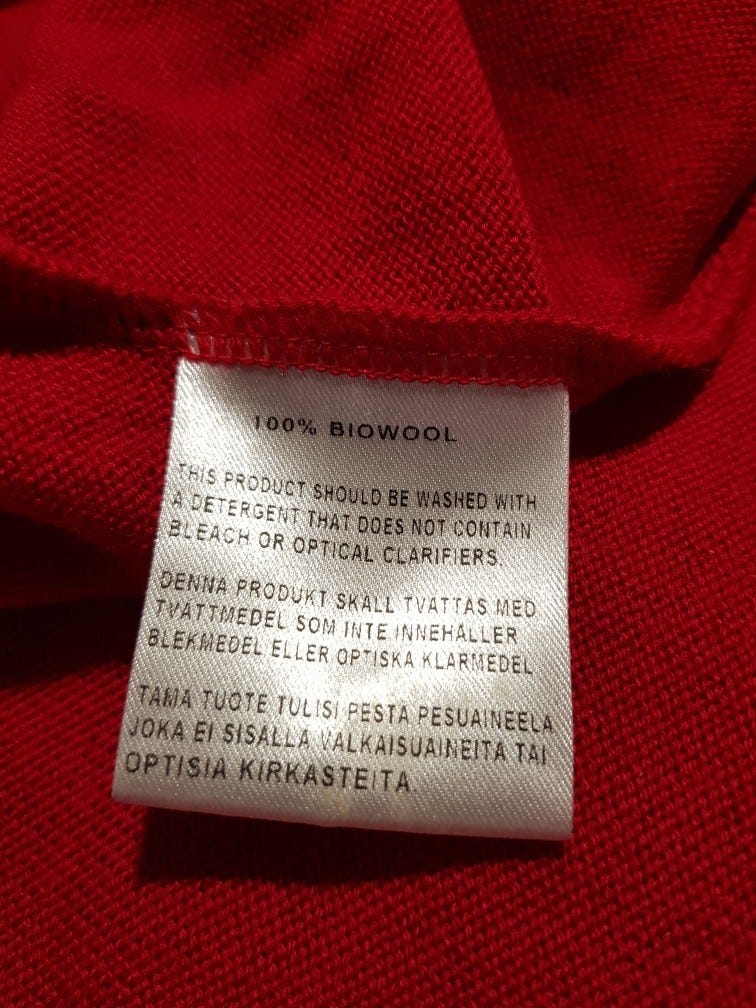 100% BIOWOOL
THIS PRODUCT SHOULD BE WASHED WITH
A DETERGENT THAT DOES NOT CONTAIN
BLEACH OR OPTICAL CLARIFIERS.
DENNA PRODUKT SKALL TVATTAS MED
TVATTMEDEL SOM INTE INNEHALLER
BLEKMEDEL ELLER OPTISKA KLARMEDEL
TAMA TUOTE TULISI PESTA PESUAINEELA
JOKA EI SISALLA VALKAISUAINEITA TAI
OPTISIA KIRKASTEITA